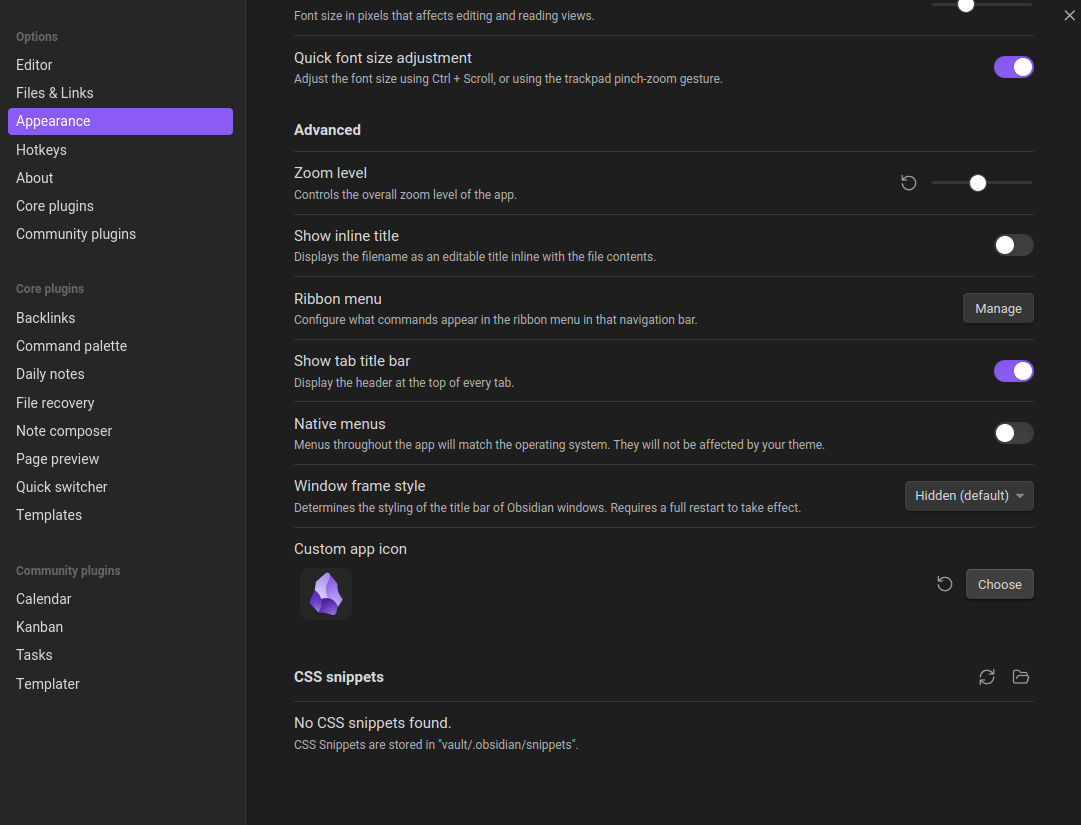 Options
Editor
Files & Links
Appearance
Hotkeys
About
Core plugins
Community plugins
Core plugins
Backlinks
Command palette
Daily notes
File recovery
Note composer
Page preview
Quick switcher
Templates
Community plugins
Calendar
Kanban
Tasks
Templater
Font size in pixels that affects editing and reading views.
Quick font size adjustment
Adjust the font size using Ctrl + Scroll, or using the trackpad pinch-zoom gesture.
Advanced
Zoom level
Controls the overall zoom level of the app.
Show inline title
Displays the filename as an editable title inline with the file contents.
Ribbon menu
Configure what commands appear in the ribbon menu in that navigation bar.
Manage
Show tab title bar
Display the header at the top of every tab.
Native menus
Menus throughout the app will match the operating system. They will not be affected by your theme.
Window frame style
Determines the styling of the title bar of Obsidian windows. Requires a full restart to take effect.
Hidden (default)
Custom app icon
Choose
CSS snippets
No CSS snippets found.
CSS Snippets are stored in "vault/.obsidian/snippets".